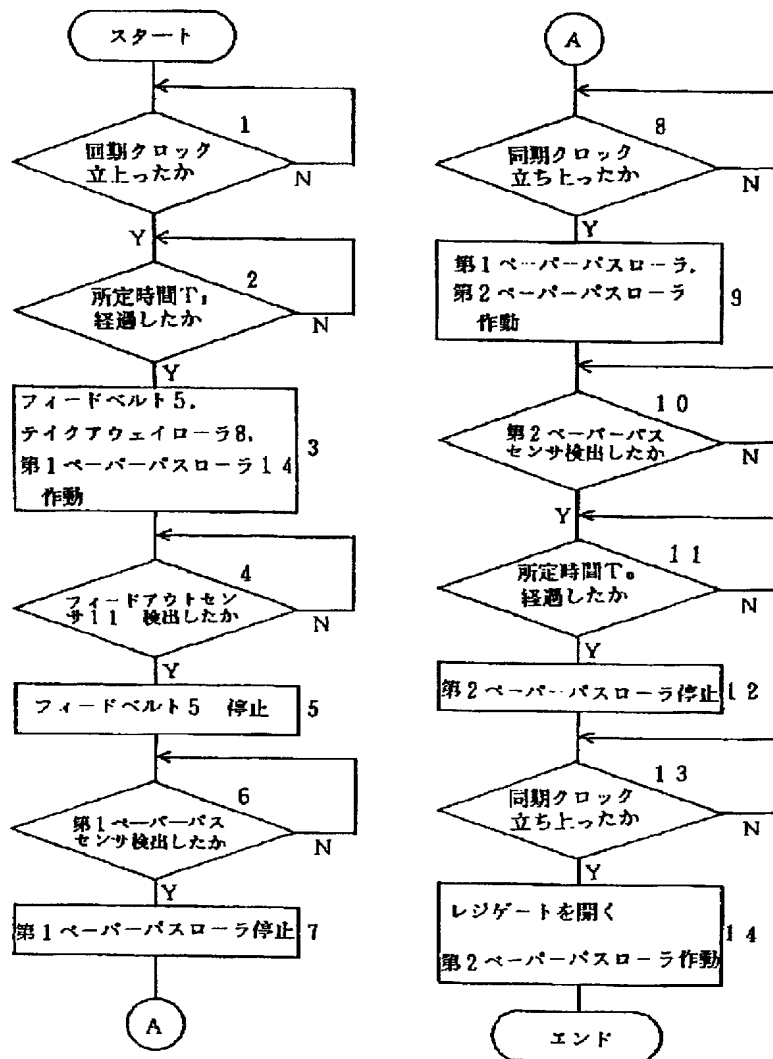 スタート
1
同期クロック
立上ったか
N
Y
2
所定時間T₁
経過したか
N
Y
フィードベルト5.
テイクアウェイローラ8.
第1ペーパーパスローラ14
作動
3
4
フィードアウトセン
サ11 検出したか
N
Y
フィードベルト5 停止
5
6
第1ペーパーパス
センサ検出したか
N
Y
第1ペーパーパスローラ停止
7
A
A
8
同期クロック
立ち上ったか
N
Y
第1ペーパーパスローラ.
第2ペーパーパスローラ
作動
9
10
第2ペーパーパス
センサ検出したか
N
Y
11
所定時間T₀
経過したか
N
Y
第2ペーパーパスローラ停止
12
13
同期クロック
立ち上ったか
N
Y
レジゲートを開く
第2ペーパーパスローラ作動
14
エンド